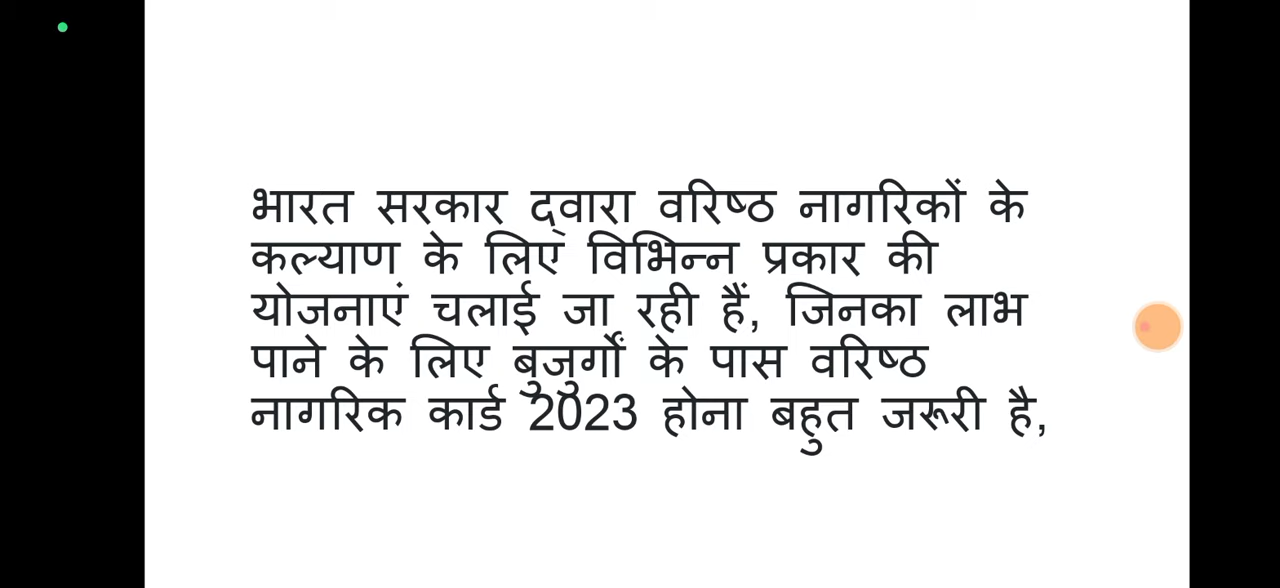 भारत सरकार द्वारा वरिष्ठ नागरिकों के
कल्याण के लिए विभिन्न प्रकार की
योजनाएं चलाई जा रही हैं, जिनका लाभ
पाने के लिए बुजुर्गों के पास वरिष्ठ
नागरिक कार्ड 2023 होना बहुत जरूरी है,